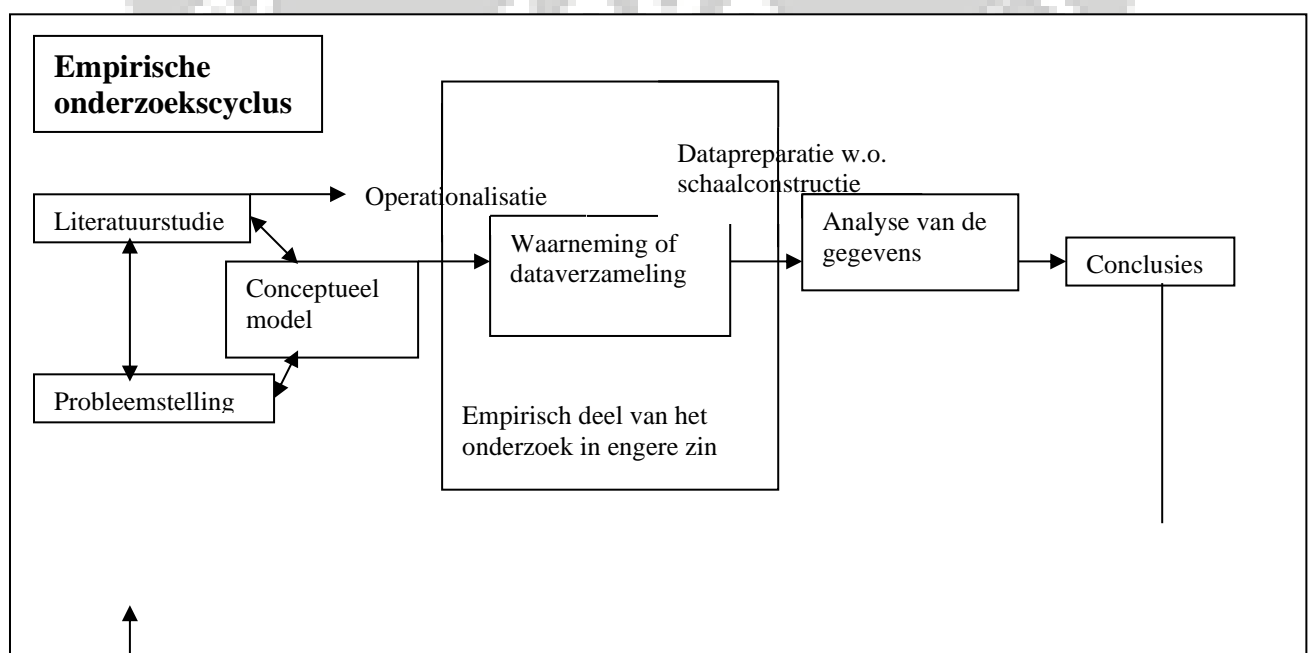 Empirische
onderzoekscyclus
Datapreparatie w.o.
schaalconstructie
Operationalisatie
Literatuurstudie
Waarneming of
dataverzameling
Analyse van de
gegevens
Conclusies
Conceptueel
model
Probleemstelling
Empirisch deel van het
onderzoek in engere zin